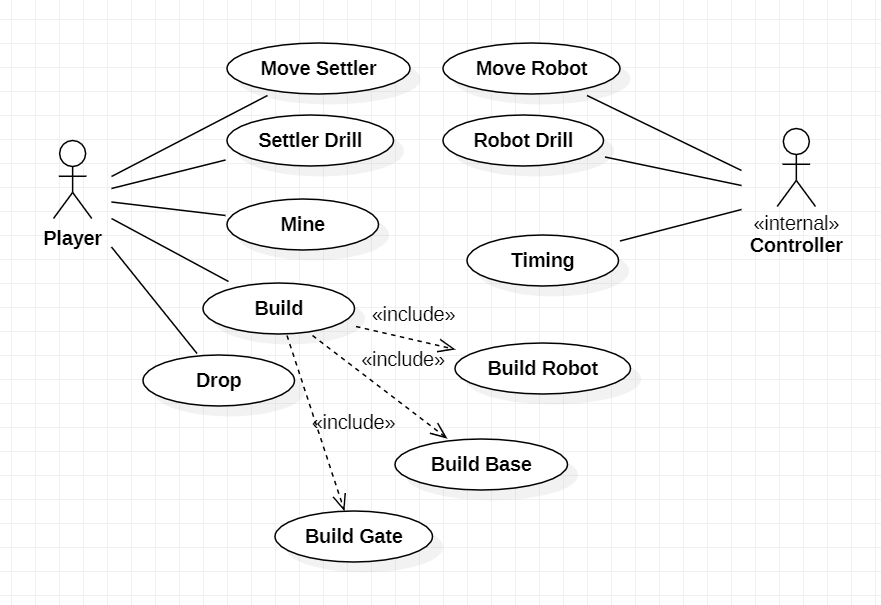 Move Settler
Move Robot
Settler Drill
Robot Drill
Mine
«internal»
Player
Controller
Timing
Build
«include»
«include»
Build Robot
Drop
«include»
Build Base
Build Gate